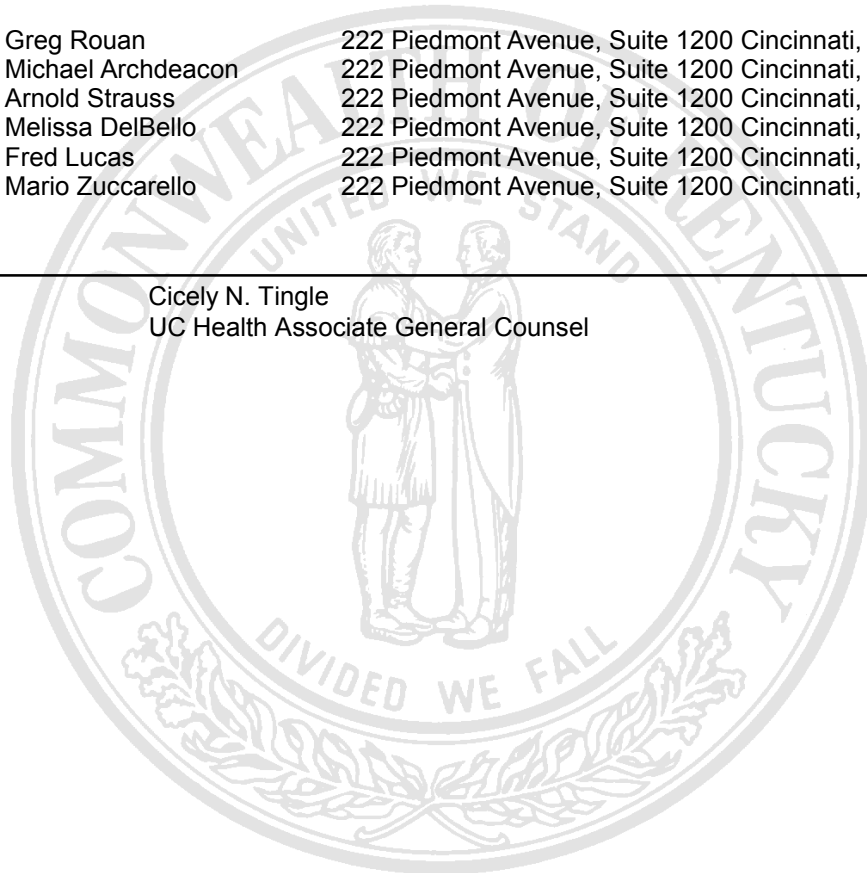 Greg Rouan 222 Piedmont Avenue, Suite 1200 Cincinnati,
Michael Archdeacon 222 Piedmont Avenue, Suite 1200 Cincinnati,
Arnold Strauss 222 Piedmont Avenue, Suite 1200 Cincinnati,
Melissa DelBello 222 Piedmont Avenue, Suite 1200 Cincinnati,
Fred Lucas 222 Piedmont Avenue, Suite 1200 Cincinnati,
Mario Zuccarello 222 Piedmont Avenue, Suite 1200 Cincinnati,
COMMONWEALTH OF KENTUCKY
UNITED WE STAND
Cicely N. Tingle
UC Health Associate General Counsel
DIVIDED WE FALL